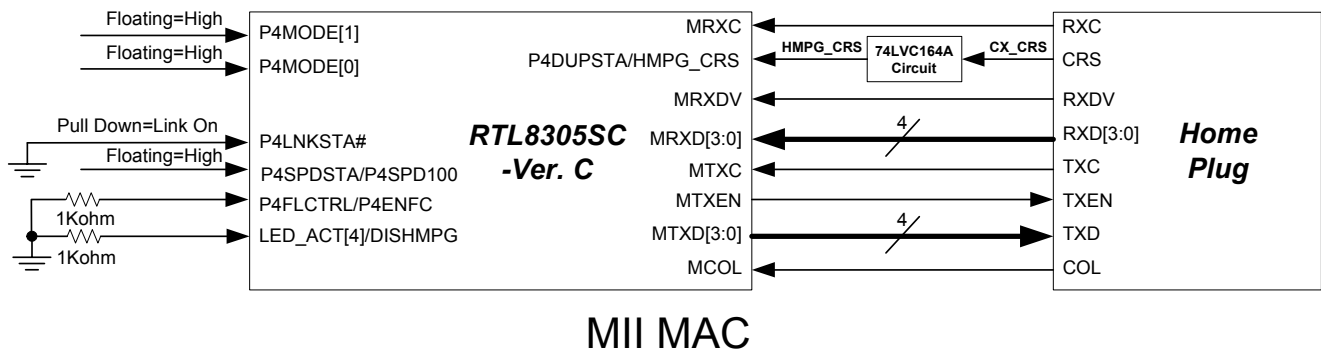 Floating=High
P4MODE[1]
Floating=High
P4MODE[0]
Pull Down=Link On
P4LNKSTA#
Floating=High
P4SPDSTA/P4SPD100
1Kohm
P4FLCTRL/P4ENFC
1Kohm
LED_ACT[4]/DISHMPG
RTL8305SC
-Ver. C
MRXC
P4DUPSTA/HMPG_CRS
MRXDV
MRXD[3:0]
MTXC
MTXEN
MTXD[3:0]
MCOL
HMPG_CRS
74LVC164A
Circuit
CX_CRS
4
4
RXC
CRS
RXDV
RXD[3:0]
TXC
TXEN
TXD
COL
Home
Plug
MII MAC